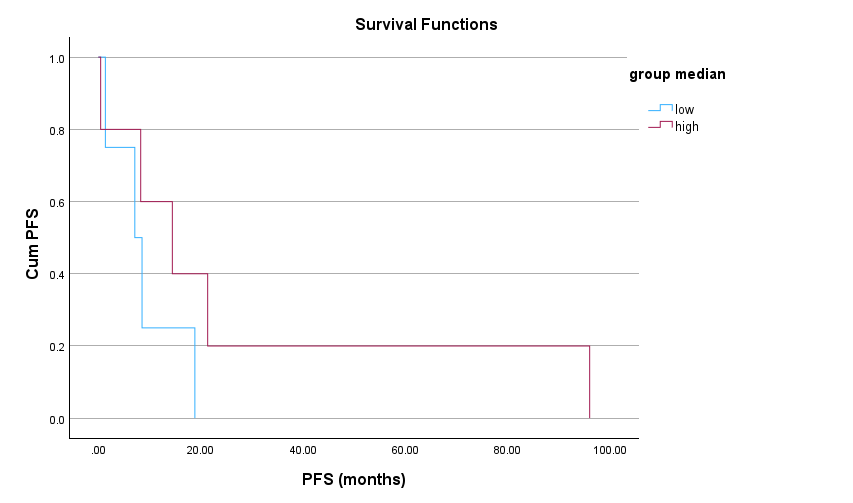 Survival Functions
group median
low
high
Cum PFS
1.0
0.8
0.6
0.4
0.2
0.0
.00 20.00 40.00 60.00 80.00 100.00
PFS (months)